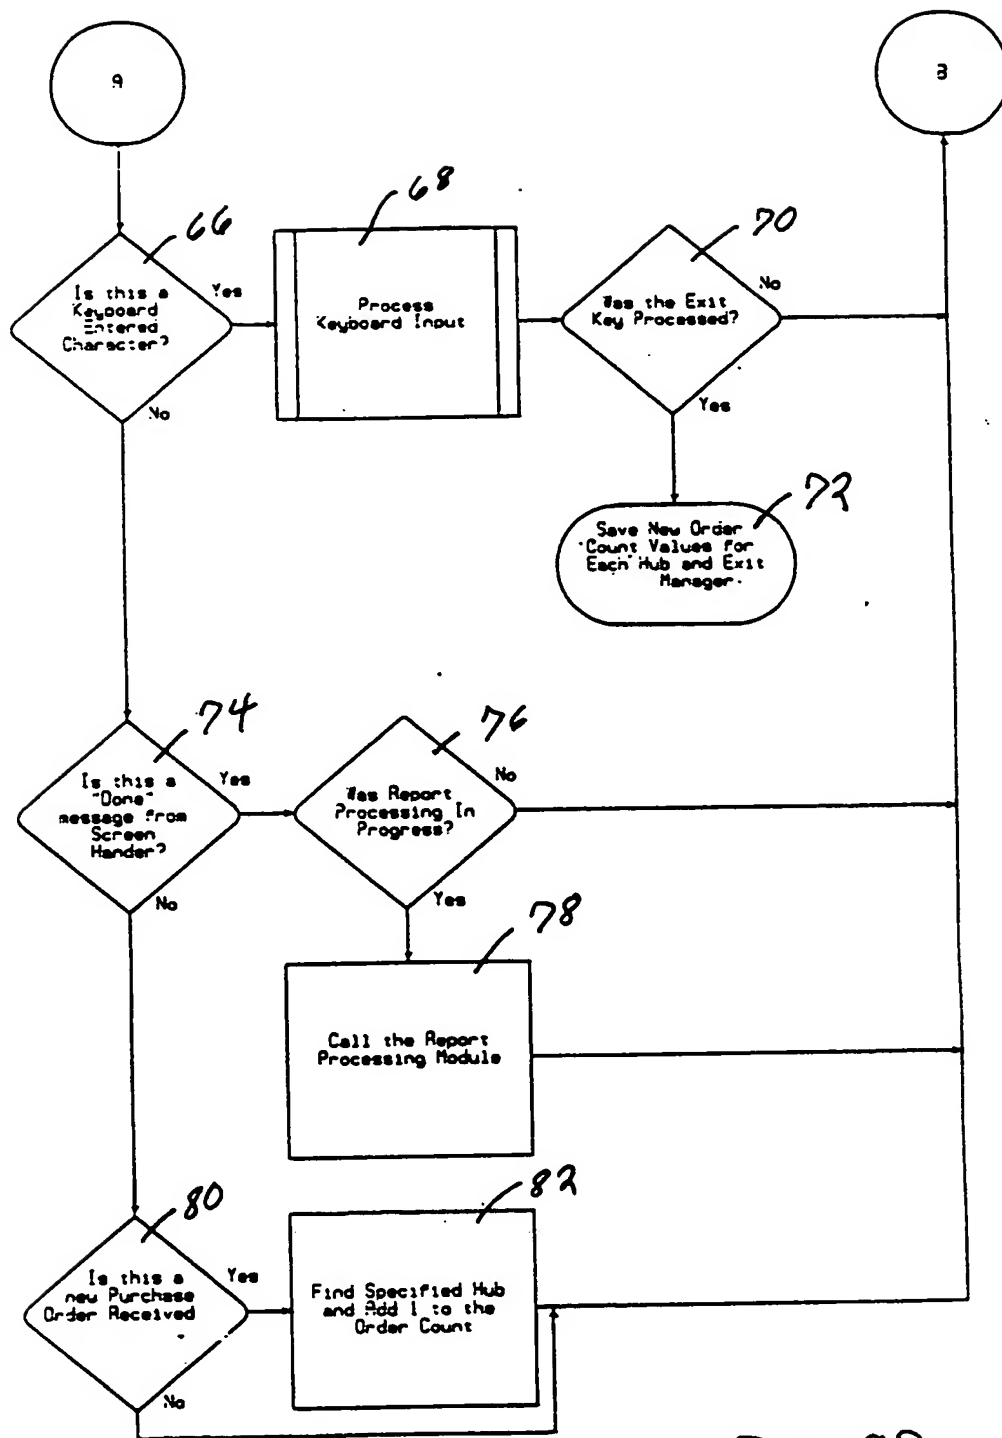 A
B
66
Is this a
Keyboard
Entered
Character?
Yes
No
68
Process
Keyboard Input
70
Was the Exit
Key Processed?
No
Yes
72
Save New Order
Count Values for
Each Hub and Exit
Manager.
74
Is this a
"Done"
message from
Screen
Hander?
Yes
No
76
Was Report
Processing In
Progress?
No
Yes
78
Call the Report
Processing Module
80
Is this a
new Purchase
Order Received
Yes
No
82
Find Specified Hub
and Add 1 to the
Order Count